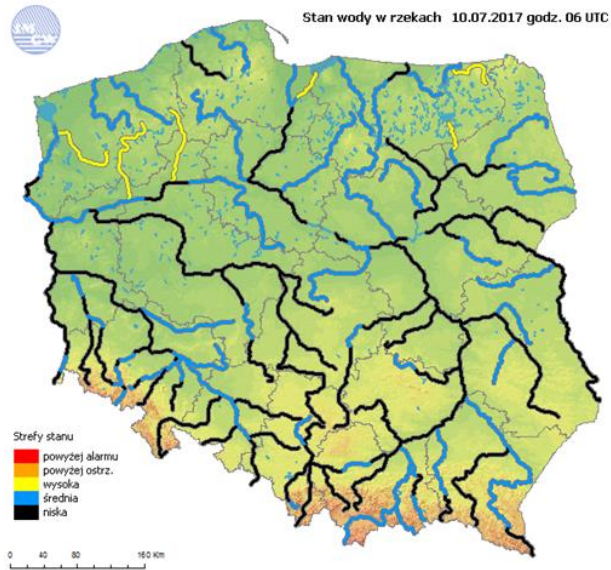 Stan wody w rzekach 10.07.2017 godz. 06 UTC
Strefy stanu
powyżej alarmu
powyżej ostrz.
wysoka
średnia
niska
0 40 80 160 Km